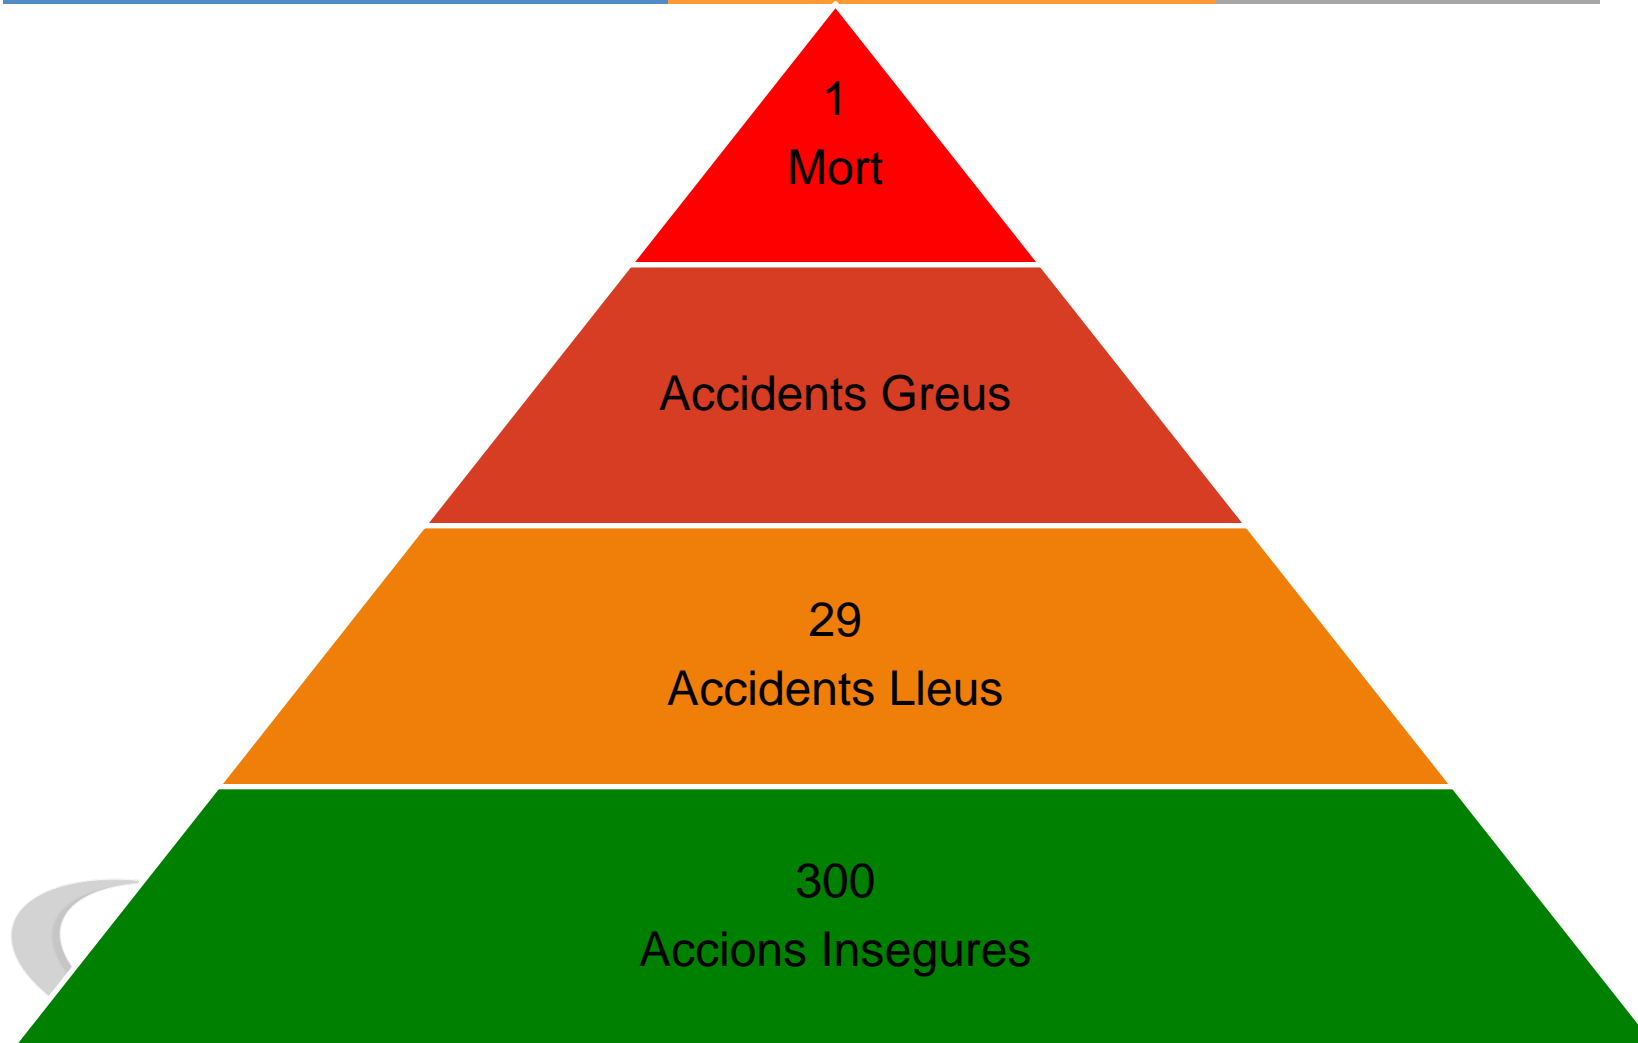 1
Mort
Accidents Greus
29
Accidents Lleus
300
Accions Insegures